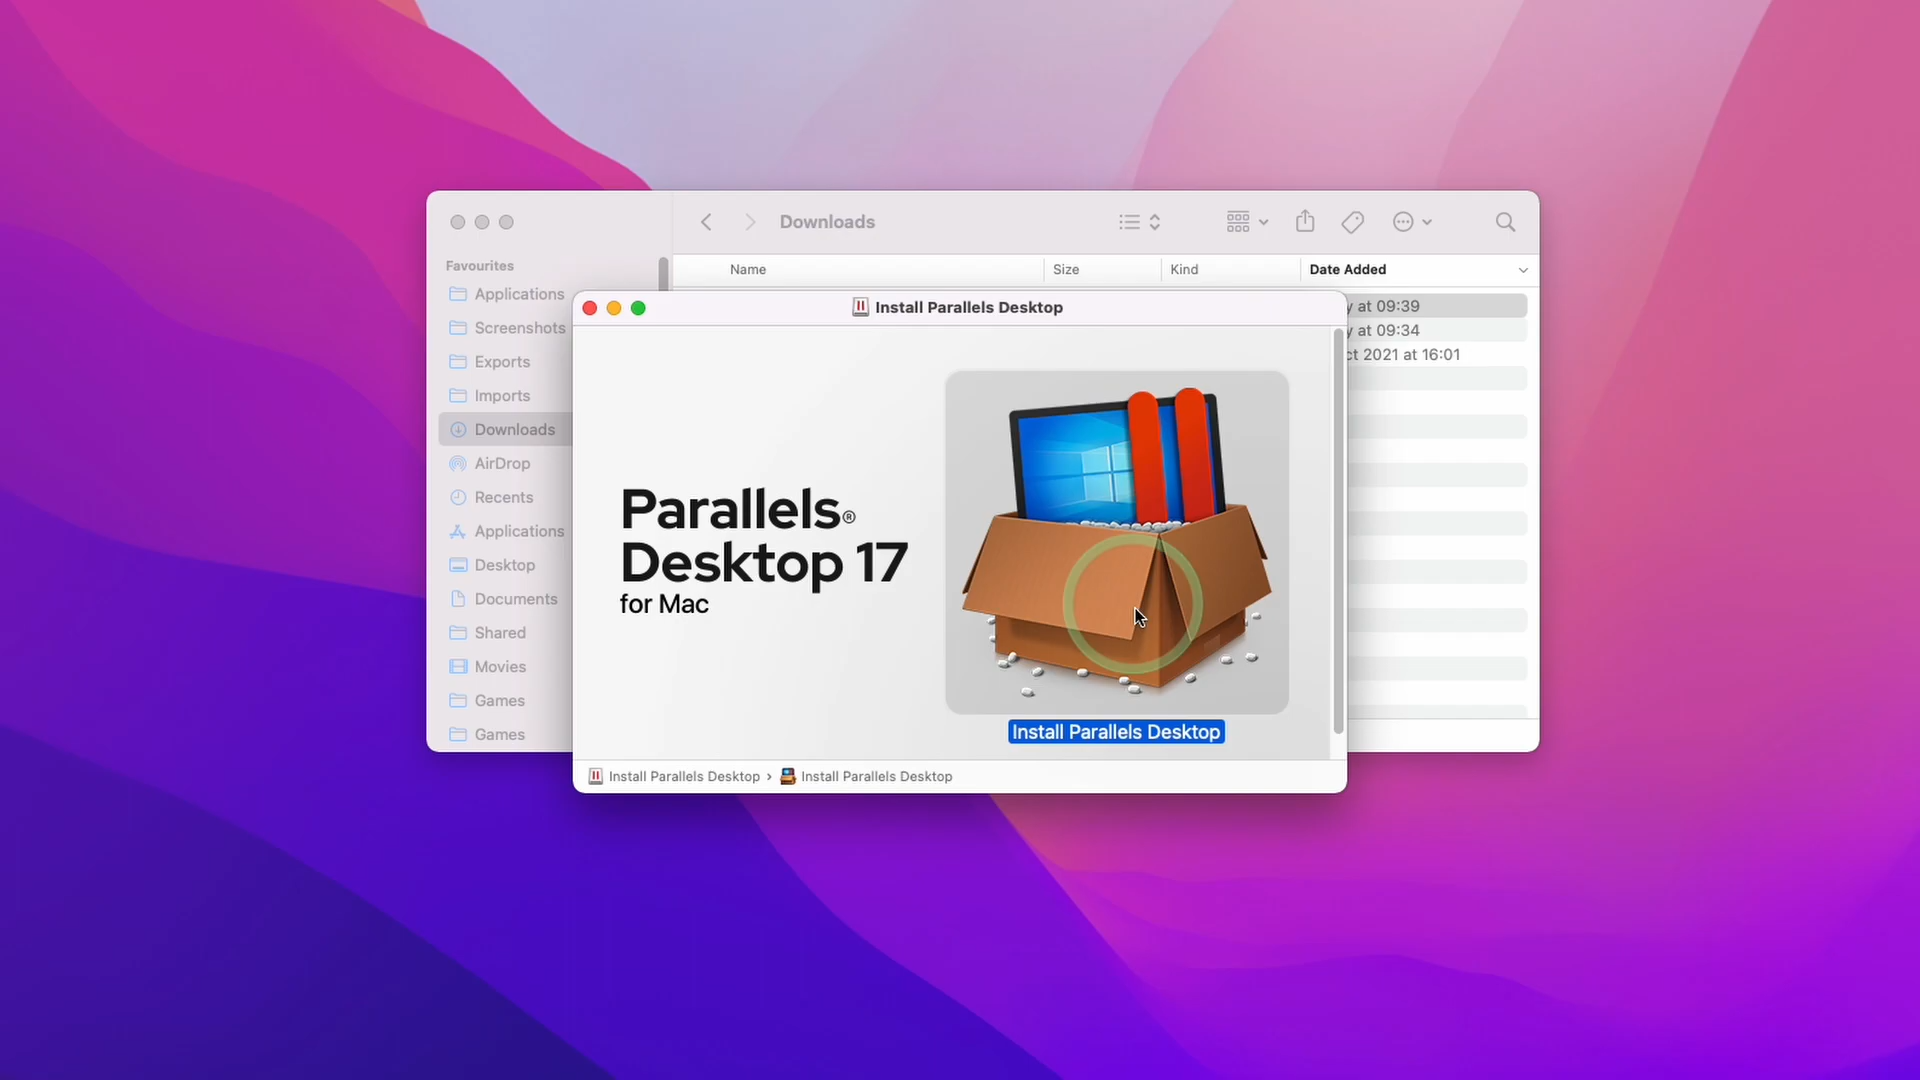 Downloads
Favourites
Applications
Screenshots
Exports
Imports
Downloads
AirDrop
Recents
Applications
Desktop
Documents
Shared
Movies
Games
Games
Name
Size
Kind
Date Added
y at 09:39
y at 09:34
ct 2021 at 16:01
Install Parallels Desktop
Parallels®
Desktop 17
for Mac
Install Parallels Desktop
Install Parallels Desktop › Install Parallels Desktop